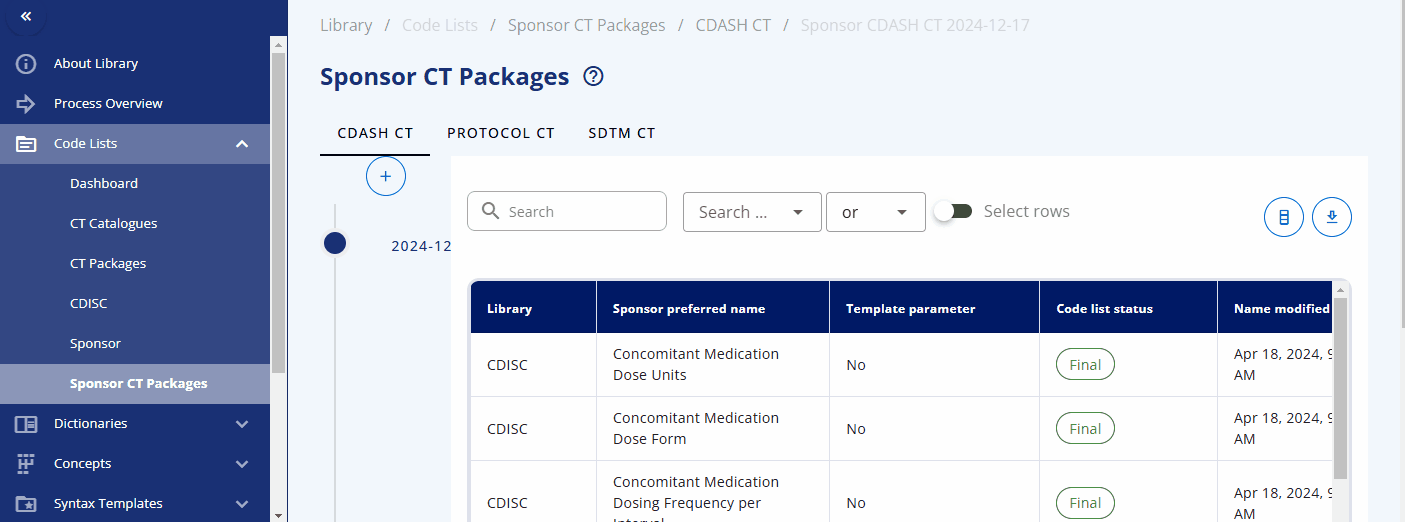 Library / Code Lists / Sponsor CT Packages / CDASH CT / Sponsor CDASH CT 2024-12-17
About Library
Process Overview
Code Lists
Dashboard
CT Catalogues
CT Packages
CDISC
Sponsor
Sponsor CT Packages
Dictionaries
Concepts
Syntax Templates
Sponsor CT Packages ?
CDASH CT PROTOCOL CT SDTM CT
+
2024-12
Search Search ... or Select rows
Library Sponsor preferred name Template parameter Code list status Name modified
CDISC Concomitant Medication Dose Units No Final Apr 18, 2024, 9 AM
CDISC Concomitant Medication Dose Form No Final Apr 18, 2024, 9 AM
CDISC Concomitant Medication Dosing Frequency per Interval No Final Apr 18, 2024, 9 AM